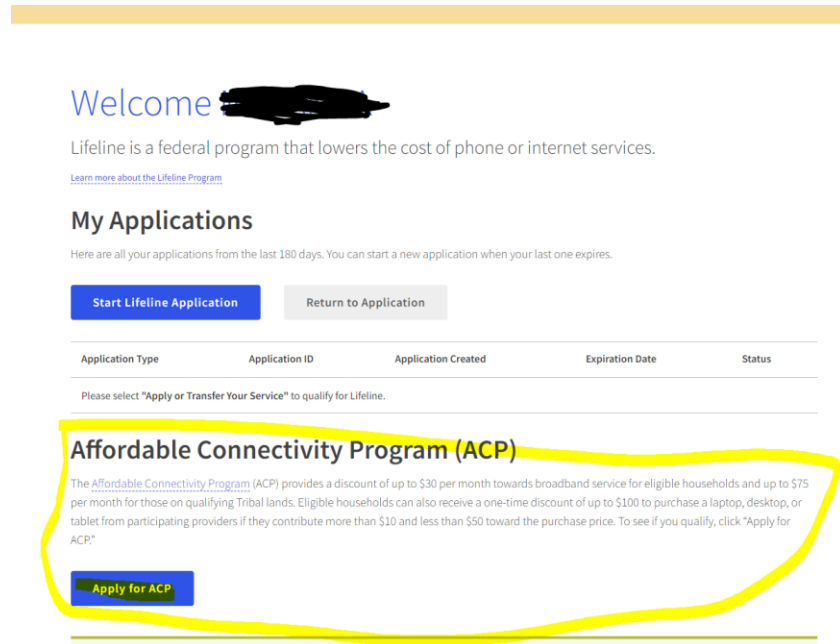 Welcome
Lifeline is a federal program that lowers the cost of phone or internet services.
Learn more about the Lifeline Program
My Applications
Here are all your applications from the last 180 days. You can start a new application when your last one expires.
Start Lifeline Application Return to Application
Application Type Application ID Application Created Expiration Date Status
Please select "Apply or Transfer Your Service" to qualify for Lifeline.
Affordable Connectivity Program (ACP)
The Affordable Connectivity Program (ACP) provides a discount of up to $30 per month towards broadband service for eligible households and up to $75
per month for those on qualifying Tribal lands. Eligible households can also receive a one-time discount of up to $100 to purchase a laptop, desktop, or
tablet from participating providers if they contribute more than $10 and less than $50 toward the purchase price. To see if you qualify, click "Apply for
ACP."
Apply for ACP